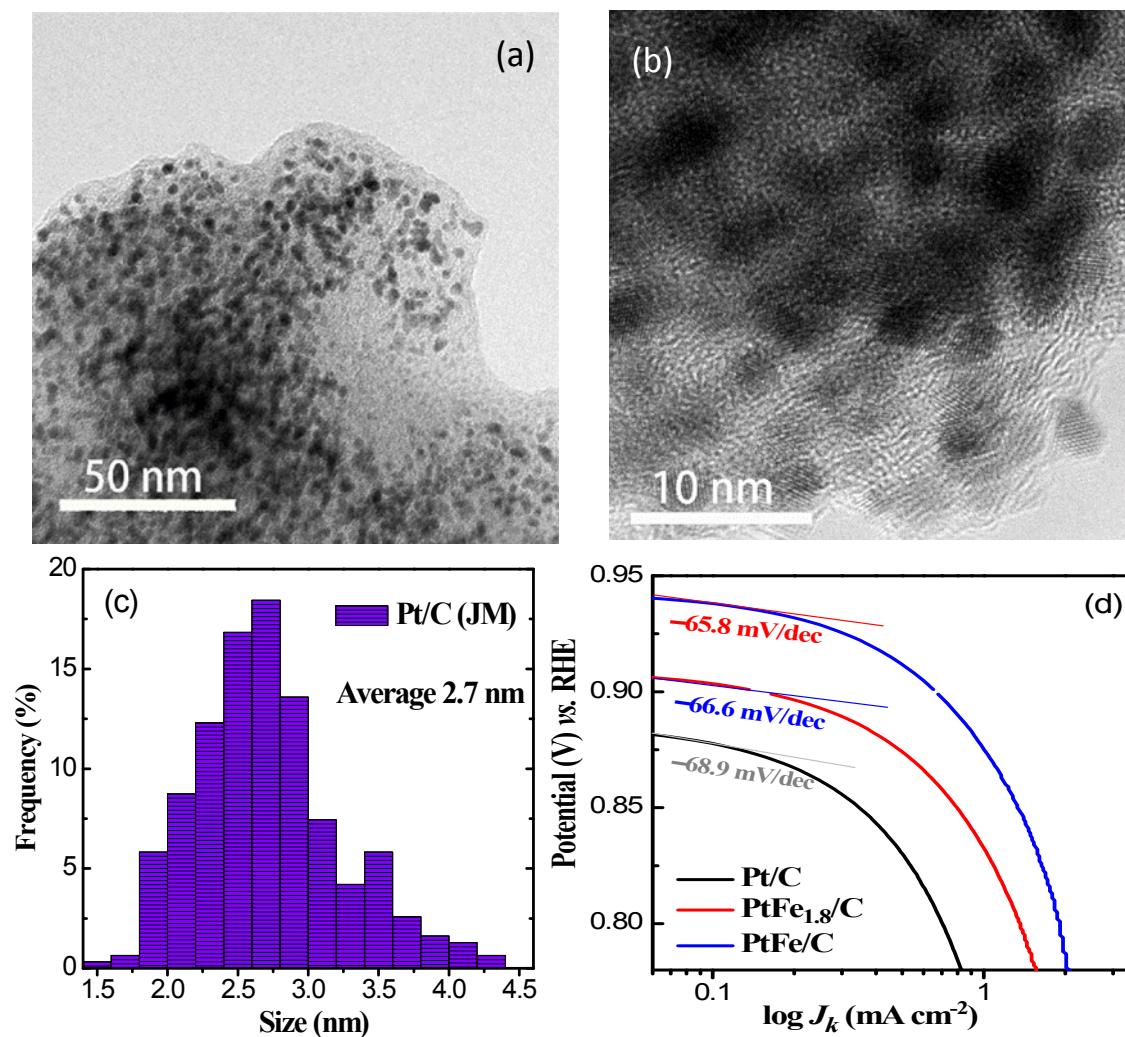 (a)
50 nm
(b)
10 nm
(c)
Pt/C (JM)
Average 2.7 nm
Frequency (%)
20
15
10
5
0
1.5 2.0 2.5 3.0 3.5 4.0 4.5
Size (nm)
(d)
Potential (V) vs. RHE
0.95
0.90
0.85
0.80
-65.8 mV/dec
-66.6 mV/dec
-68.9 mV/dec
Pt/C
PtFe1.8/C
PtFe/C
0.1 1
log Jk (mA cm-2)